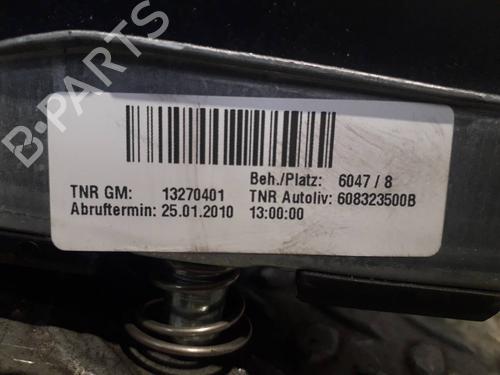 B-PARTS
Beh./Platz: 6047 / 8
TNR GM: 13270401 TNR Autoliv: 608323500B
Abruftermin: 25.01.2010 13:00:00